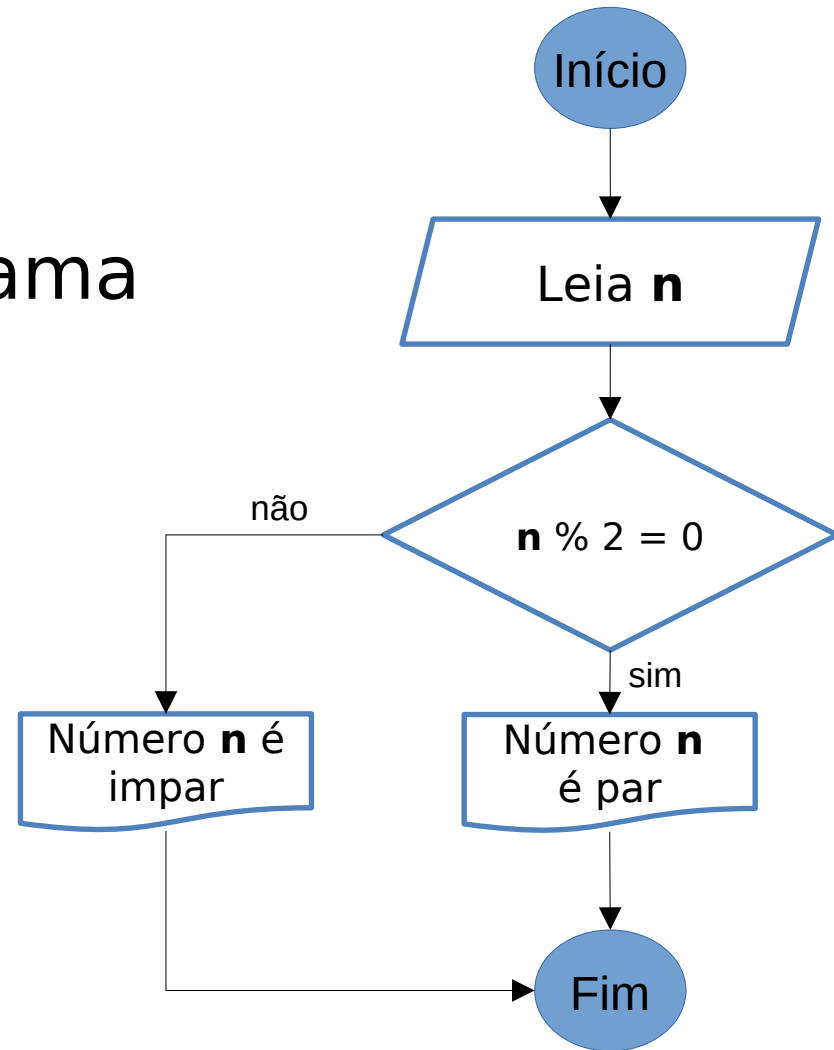 Início
ama
Leia n
não
n % 2 = 0
sim
Número n é
impar
Número n
é par
Fim